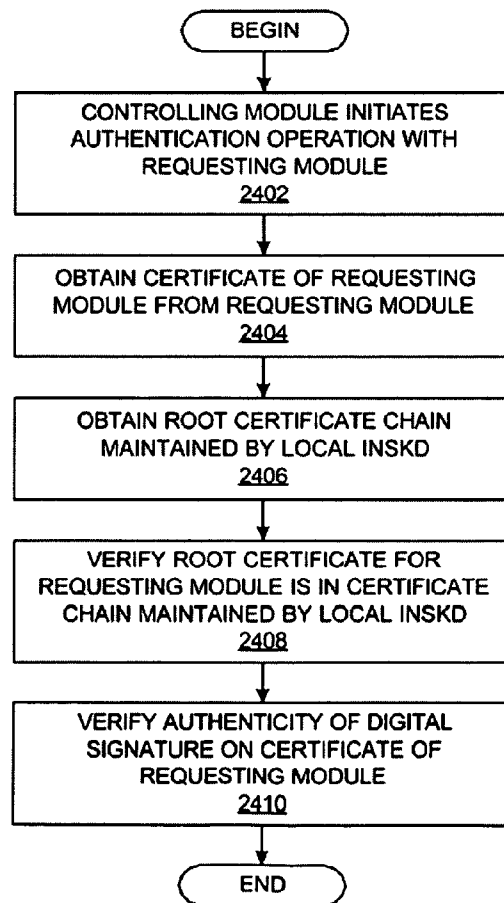 BEGIN
CONTROLLING MODULE INITIATES
AUTHENTICATION OPERATION WITH
REQUESTING MODULE
2402
OBTAIN CERTIFICATE OF REQUESTING
MODULE FROM REQUESTING MODULE
2404
OBTAIN ROOT CERTIFICATE CHAIN
MAINTAINED BY LOCAL INSKD
2406
VERIFY ROOT CERTIFICATE FOR
REQUESTING MODULE IS IN CERTIFICATE
CHAIN MAINTAINED BY LOCAL INSKD
2408
VERIFY AUTHENTICITY OF DIGITAL
SIGNATURE ON CERTIFICATE OF
REQUESTING MODULE
2410
END